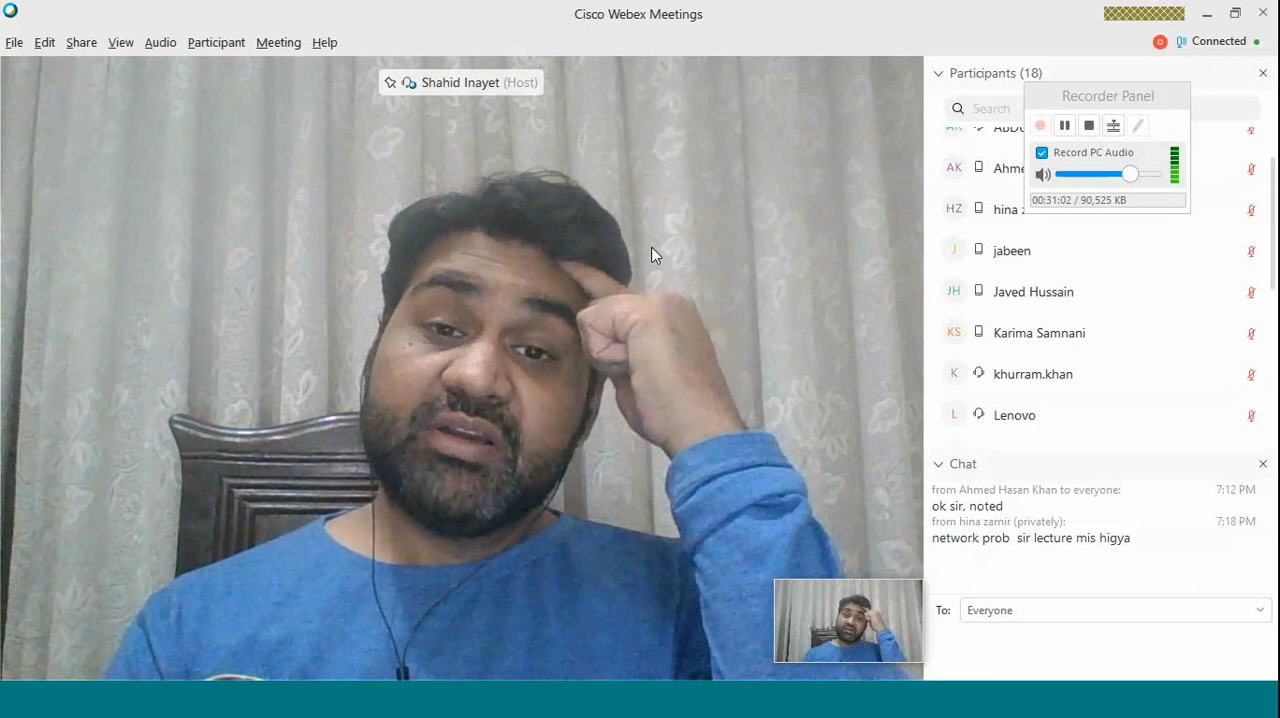 Cisco Webex Meetings
File Edit Share View Audio Participant Meeting Help
Connected
Shahid Inayet (Host)
Participants (18)
Search
Recorder Panel
Record PC Audio
00:31:02 / 90,525 KB
AK Ahme
HZ hina
J jabeen
JH Javed Hussain
KS Karima Samnani
K khurram.khan
L Lenovo
Chat
from Ahmed Hasan Khan to everyone: 7:12 PM
ok sir, noted
from hina zamir (privately): 7:18 PM
network prob sir lecture mis higya
To: Everyone